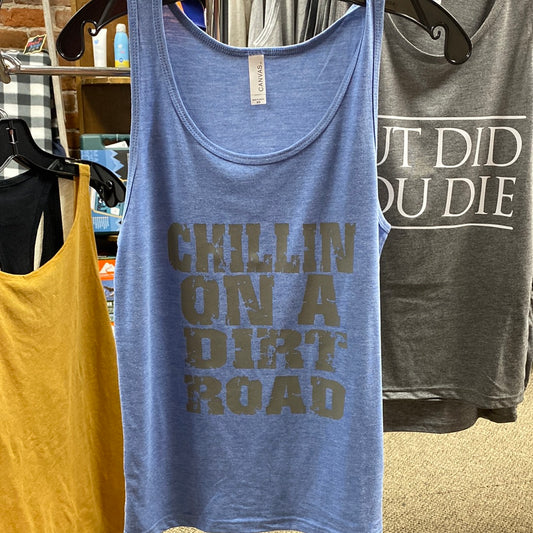 CANVAS
CHILLIN
ON A
DIRT
ROAD
UT DID
OU DIE